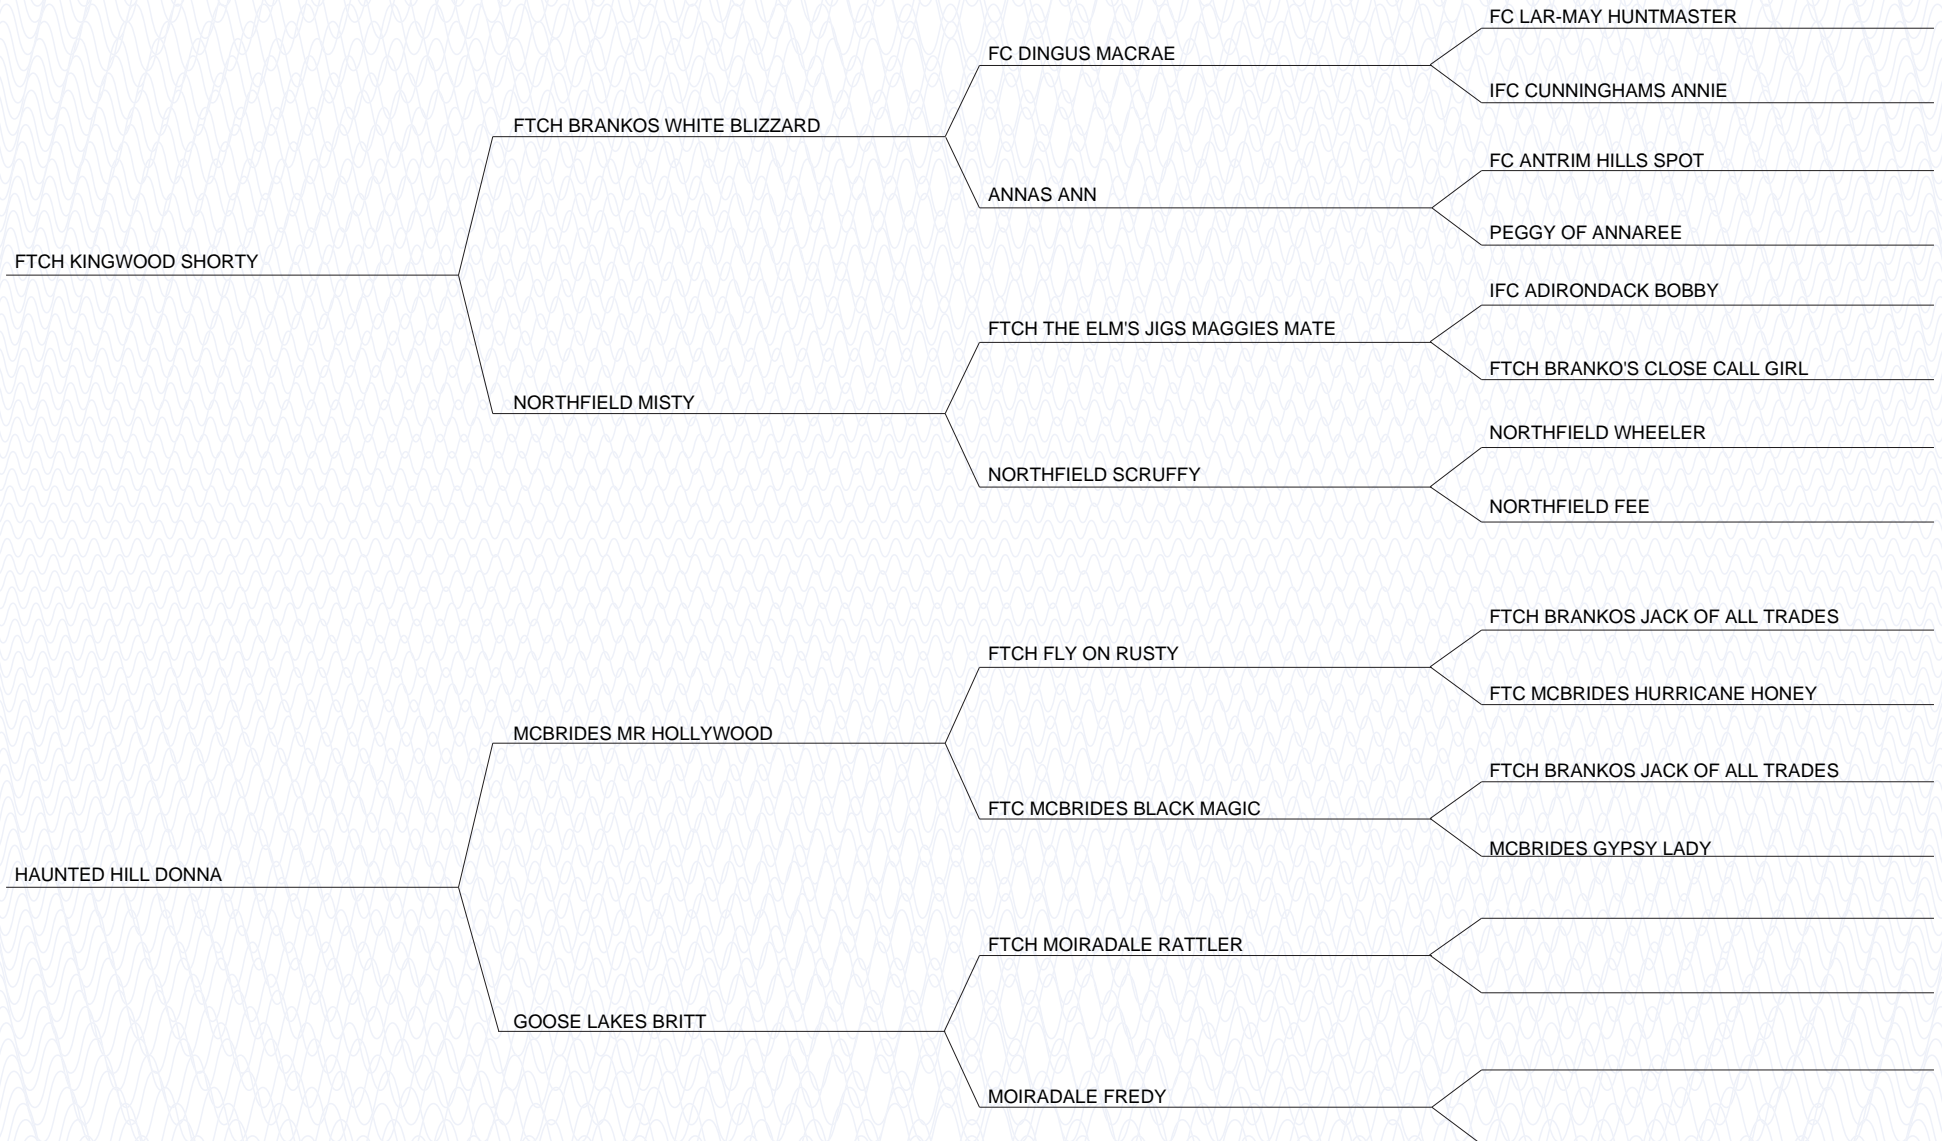 FC LAR-MAY HUNTMASTER
FC DINGUS MACRAE
IFC CUNNINGHAMS ANNIE
FTCH BRANKOS WHITE BLIZZARD
FC ANTRIM HILLS SPOT
ANNAS ANN
PEGGY OF ANNAREE
FTCH KINGWOOD SHORTY
IFC ADIRONDACK BOBBY
FTCH THE ELM'S JIGS MAGGIES MATE
FTCH BRANKO'S CLOSE CALL GIRL
NORTHFIELD MISTY
NORTHFIELD WHEELER
NORTHFIELD SCRUFFY
NORTHFIELD FEE
FTCH BRANKOS JACK OF ALL TRADES
FTCH FLY ON RUSTY
FTC MCBRIDES HURRICANE HONEY
MCBRIDES MR HOLLYWOOD
FTCH BRANKOS JACK OF ALL TRADES
FTC MCBRIDES BLACK MAGIC
MCBRIDES GYPSY LADY
HAUNTED HILL DONNA
FTCH MOIRADALE RATTLER
GOOSE LAKES BRITT
MOIRADALE FREDY